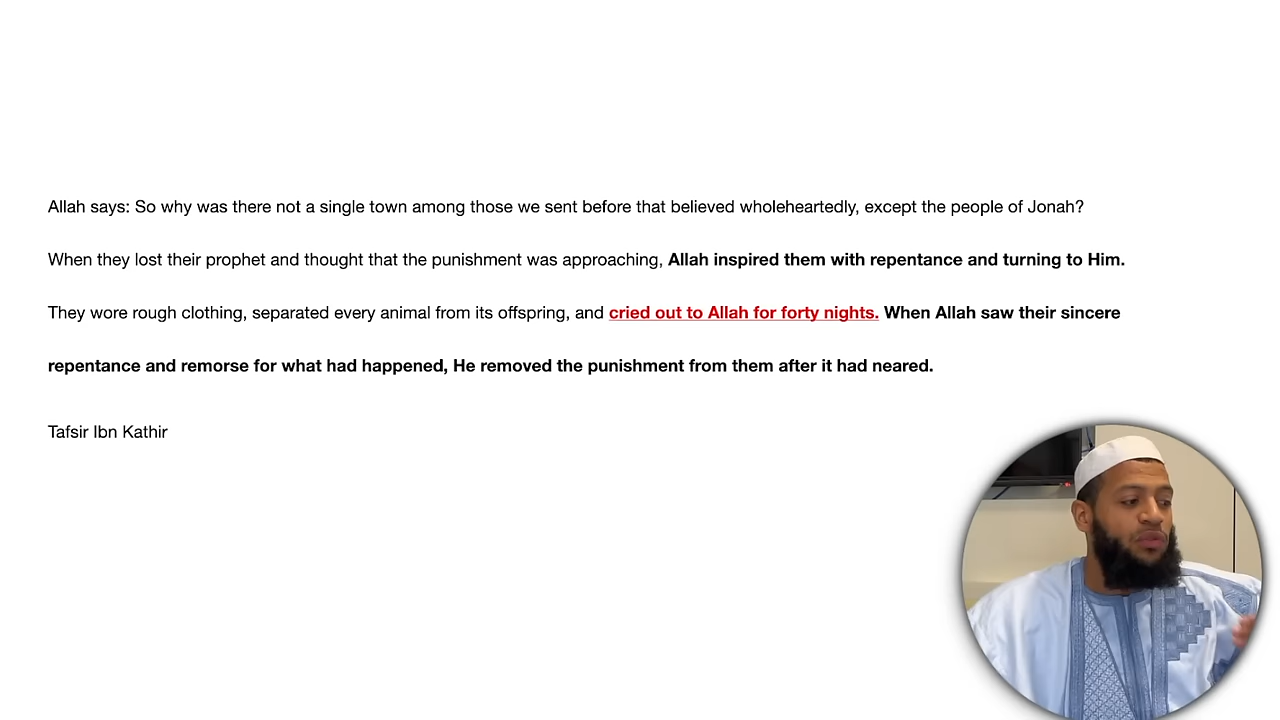 Allah says: So why was there not a single town among those we sent before that believed wholeheartedly, except the people of Jonah?
When they lost their prophet and thought that the punishment was approaching, Allah inspired them with repentance and turning to Him.
They wore rough clothing, separated every animal from its offspring, and cried out to Allah for forty nights. When Allah saw their sincere
repentance and remorse for what had happened, He removed the punishment from them after it had neared.
Tafsir Ibn Kathir